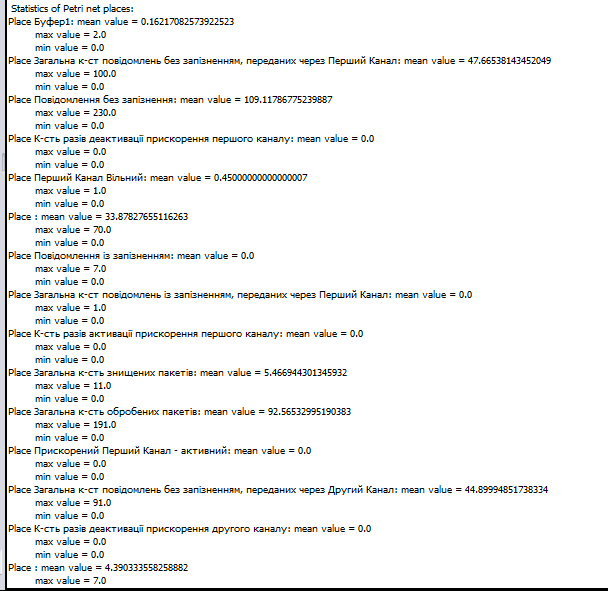 Statistics of Petri net places:
Place Буфер1: mean value = 0.16217082573922523
max value = 2.0
min value = 0.0
Place Загальна к-ст повідомлень без запізненням, переданих через Перший Канал: mean value = 47.66538143452049
max value = 100.0
min value = 0.0
Place Повідомлення без запізнення: mean value = 109.11786775239887
max value = 230.0
min value = 0.0
Place К-сть разів деактивації прискорення першого каналу: mean value = 0.0
max value = 0.0
min value = 0.0
Place Перший Канал Вільний: mean value = 0.45000000000000007
max value = 1.0
min value = 0.0
Place : mean value = 33.87827655116263
max value = 70.0
min value = 0.0
Place Повідомлення із запізненням: mean value = 0.0
max value = 7.0
min value = 0.0
Place Загальна к-ст повідомлень із запізненням, переданих через Перший Канал: mean value = 0.0
max value = 1.0
min value = 0.0
Place К-сть разів активації прискорення першого каналу: mean value = 0.0
max value = 0.0
min value = 0.0
Place Загальна к-сть знищених пакетів: mean value = 5.466944301345932
max value = 11.0
min value = 0.0
Place Загальна к-сть обробених пакетів: mean value = 92.56532995190383
max value = 191.0
min value = 0.0
Place Прискорений Перший Канал - активний: mean value = 0.0
max value = 0.0
min value = 0.0
Place Загальна к-ст повідомлень без запізненням, переданих через Другий Канал: mean value = 44.89994851738334
max value = 91.0
min value = 0.0
Place К-сть разів деактивації прискорення другого каналу: mean value = 0.0
max value = 0.0
min value = 0.0
Place : mean value = 4.390333558258882
max value = 7.0